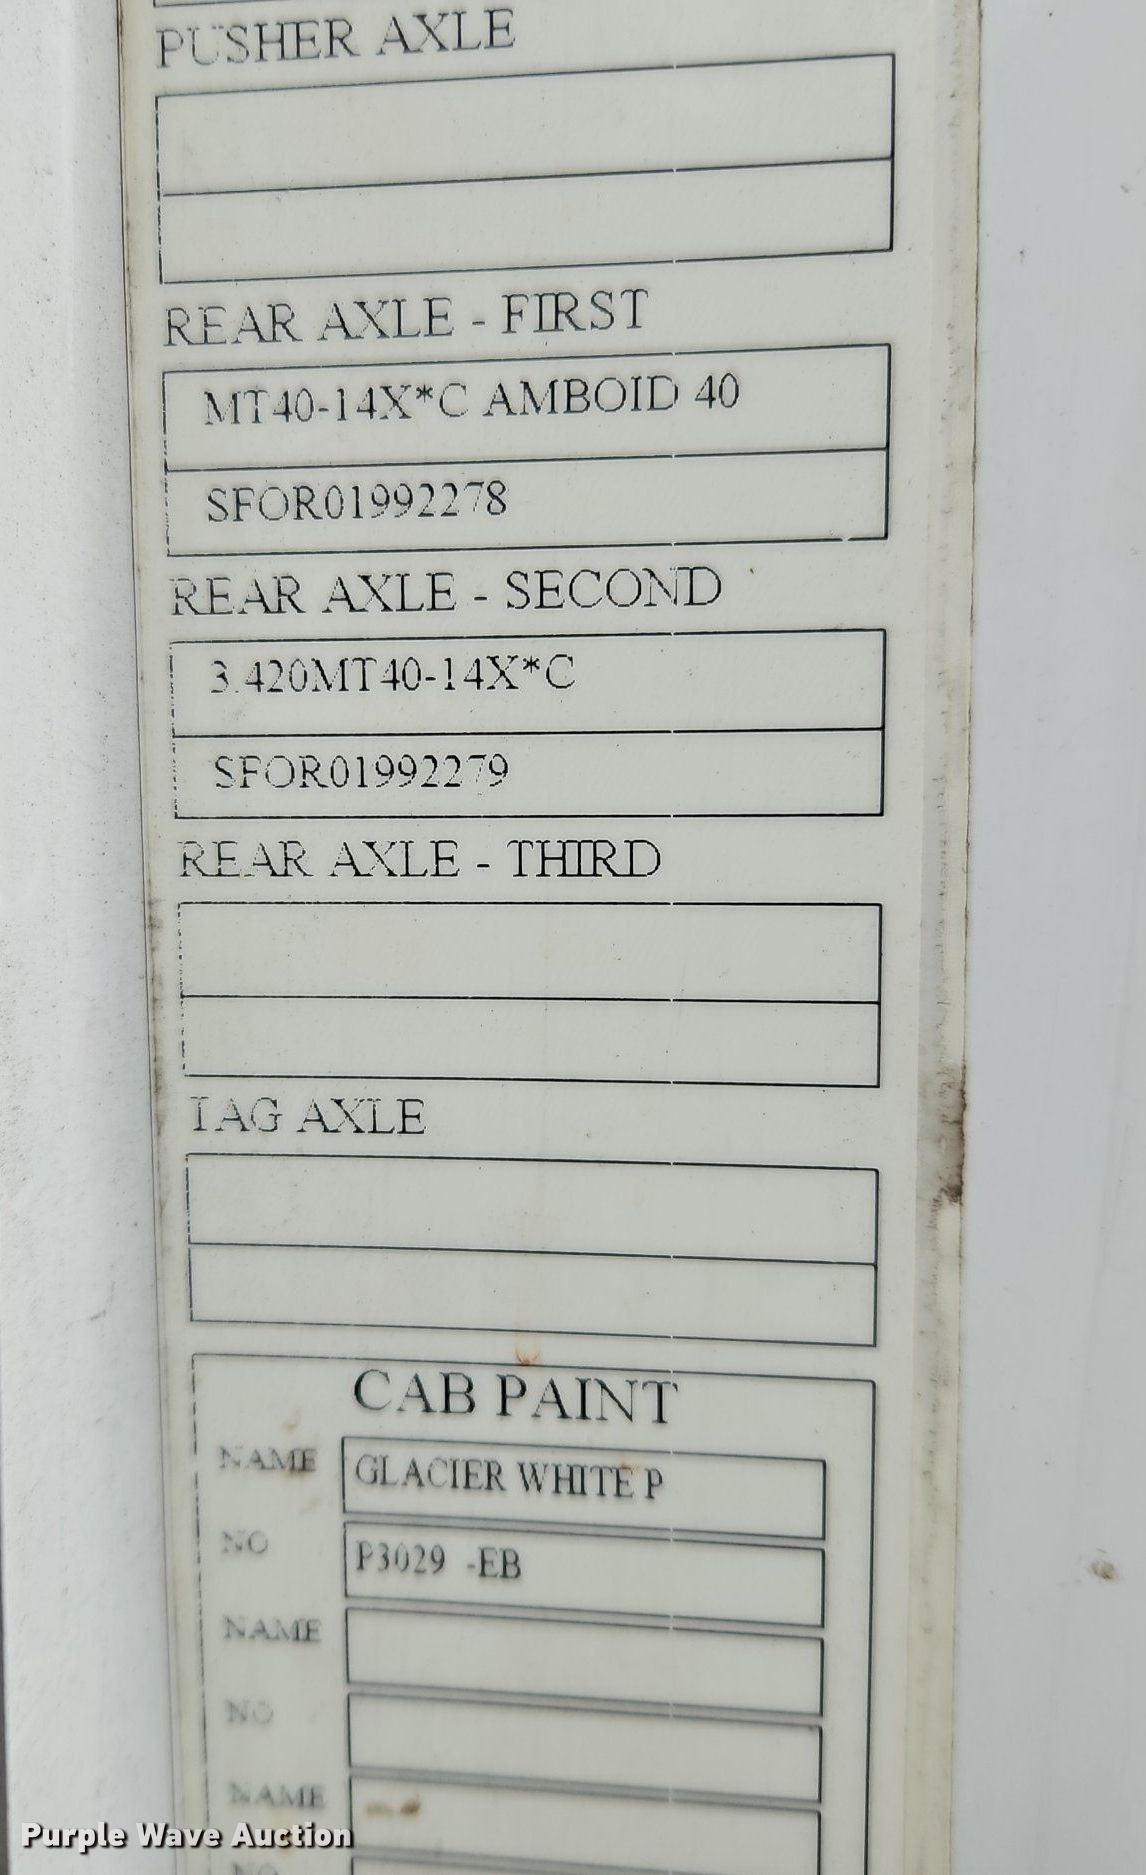 PUSHER AXLE
REAR AXLE - FIRST
MT40-14X*C AMBOID 40
SFOR01992278
REAR AXLE - SECOND
3.420MT40-14X*C
SFOR01992279
REAR AXLE - THIRD
TAG AXLE
CAB PAINT
NAME GLACIER WHITE P
NO P3029 -EB
NAME
NO
NAME
NO
Purple Wave Auction